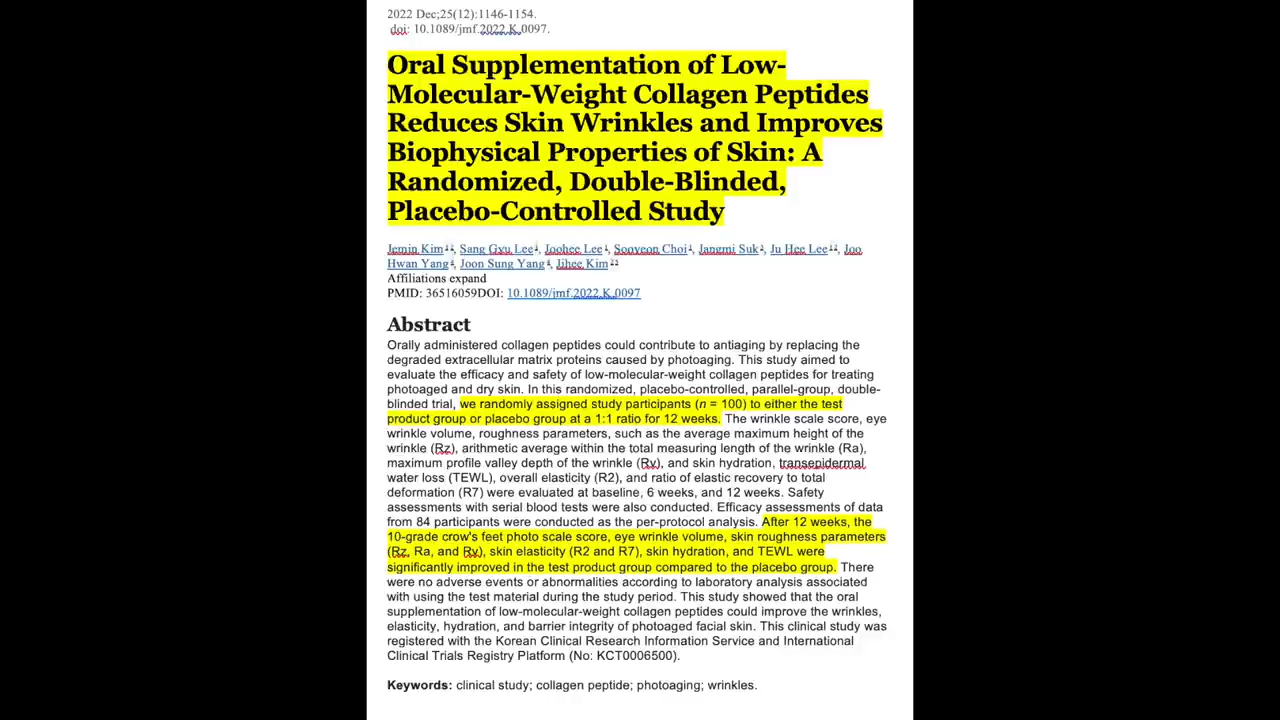 2022 Dec;25(12):1146-1154.
doi: 10.1089/jmf.2022.K.0097.
Oral Supplementation of Low-
Molecular-Weight Collagen Peptides
Reduces Skin Wrinkles and Improves
Biophysical Properties of Skin: A
Randomized, Double-Blinded,
Placebo-Controlled Study
Jemin Kim, Sang Gyu Lee, Joohee Lee, Sooyeon Choi, Jangmi Suk, Ju Hee Lee, Joo
Hwan Yang, Joon Sung Yang, Jihee Kim
Affiliations expand
PMID: 36516059DOI: 10.1089/jmf.2022.K.0097
Abstract
Orally administered collagen peptides could contribute to antiaging by replacing the
degraded extracellular matrix proteins caused by photoaging. This study aimed to
evaluate the efficacy and safety of low-molecular-weight collagen peptides for treating
photoaged and dry skin. In this randomized, placebo-controlled, parallel-group, double-
blinded trial, we randomly assigned study participants (n = 100) to either the test
product group or placebo group at a 1:1 ratio for 12 weeks. The wrinkle scale score, eye
wrinkle volume, roughness parameters, such as the average maximum height of the
wrinkle (Rz), arithmetic average within the total measuring length of the wrinkle (Ra),
maximum profile valley depth of the wrinkle (Rv), and skin hydration, transepidermal
water loss (TEWL), overall elasticity (R2), and ratio of elastic recovery to total
deformation (R7) were evaluated at baseline, 6 weeks, and 12 weeks. Safety
assessments with serial blood tests were also conducted. Efficacy assessments of data
from 84 participants were conducted as the per-protocol analysis. After 12 weeks, the
10-grade crow's feet photo scale score, eye wrinkle volume, skin roughness parameters
(Rz, Ra, and Rv), skin elasticity (R2 and R7), skin hydration, and TEWL were
significantly improved in the test product group compared to the placebo group. There
were no adverse events or abnormalities according to laboratory analysis associated
with using the test material during the study period. This study showed that the oral
supplementation of low-molecular-weight collagen peptides could improve the wrinkles,
elasticity, hydration, and barrier integrity of photoaged facial skin. This clinical study was
registered with the Korean Clinical Research Information Service and International
Clinical Trials Registry Platform (No: KCT0006500).
Keywords: clinical study; collagen peptide; photoaging; wrinkles.